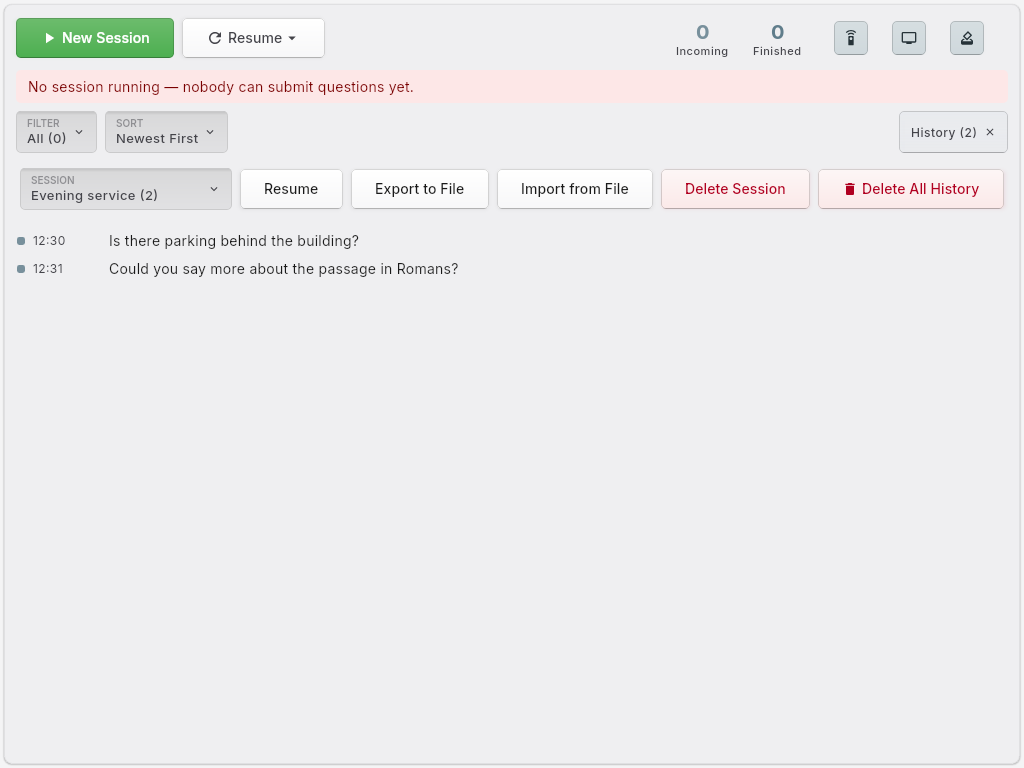 New Session
Resume
0
Incoming
0
Finished
No session running — nobody can submit questions yet.
FILTER
All (0)
SORT
Newest First
History (2)
SESSION
Evening service (2)
Resume
Export to File
Import from File
Delete Session
Delete All History
12:30 Is there parking behind the building?
12:31 Could you say more about the passage in Romans?